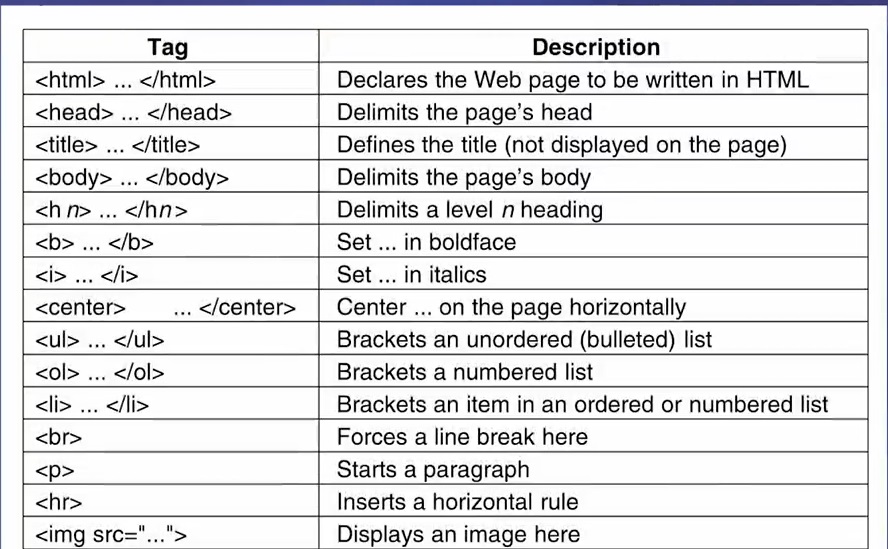 Tag Description
<html> ... </html> Declares the Web page to be written in HTML
<head> ... </head> Delimits the page's head
<title> ... </title> Defines the title (not displayed on the page)
<body> ... </body> Delimits the page's body
<h n> ... </hn> Delimits a level n heading
<b> ... </b> Set ... in boldface
<i> ... </i> Set ... in italics
<center> ... </center> Center ... on the page horizontally
<ul> ... </ul> Brackets an unordered (bulleted) list
<ol> ... </ol> Brackets a numbered list
<li> ... </li> Brackets an item in an ordered or numbered list
<br> Forces a line break here
<p> Starts a paragraph
<hr> Inserts a horizontal rule
<img src="..."> Displays an image here